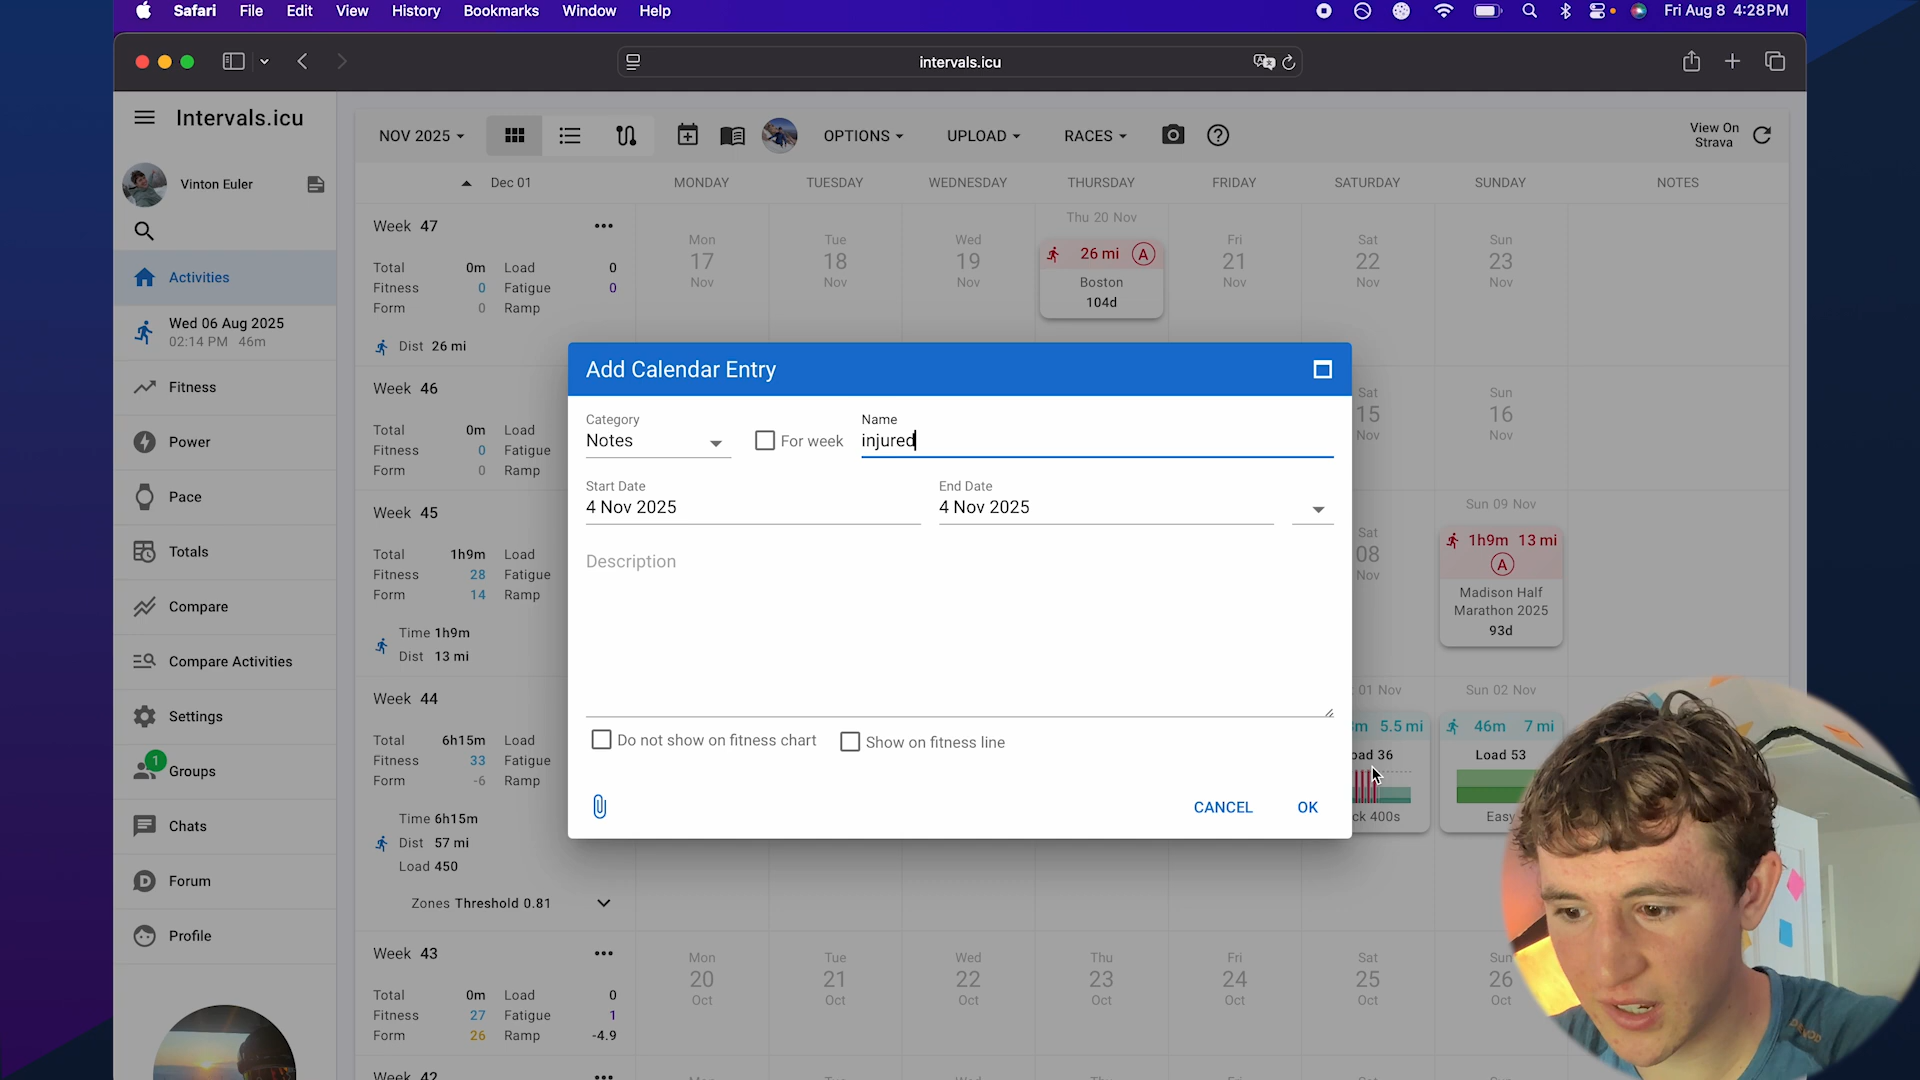 Safari File Edit View History Bookmarks Window Help
Fri Aug 8 4:28 PM
intervals.icu
Intervals.icu
NOV 2025
OPTIONS
UPLOAD
RACES
View On
Strava
Vinton Euler
Activities
Wed 06 Aug 2025
02:14 PM 46m
Fitness
Power
Pace
Totals
Compare
Compare Activities
Settings
1
Groups
Chats
Forum
Profile
Dec 01
MONDAY TUESDAY WEDNESDAY THURSDAY FRIDAY SATURDAY SUNDAY NOTES
Week 47
Total 0m Load 0
Fitness 0 Fatigue 0
Form 0 Ramp
Dist 26 mi
Mon
17
Nov
Tue
18
Nov
Wed
19
Nov
Thu 20 Nov
26 mi A
Boston
104d
Fri
21
Nov
Sat
22
Nov
Sun
23
Nov
Week 46
Total 0m Load
Fitness 0 Fatigue
Form 0 Ramp
Sat
15
Nov
Sun
16
Nov
Week 45
Total 1h9m Load
Fitness 28 Fatigue
Form 14 Ramp
Time 1h9m
Dist 13 mi
Sat
08
Nov
Sun 09 Nov
1h9m 13 mi
A
Madison Half
Marathon 2025
93d
Add Calendar Entry
Category
Notes
For week
Name
injured
Start Date
4 Nov 2025
End Date
4 Nov 2025
Description
Do not show on fitness chart
Show on fitness line
CANCEL
OK
Week 44
Total 6h15m Load
Fitness 33 Fatigue
Form -6 Ramp
Time 6h15m
Dist 57 mi
Load 450
Zones Threshold 0.81
01 Nov
5.5 mi
oad 36
ck 400s
Sun 02 Nov
46m 7 mi
Load 53
Easy
Week 43
Total 0m Load 0
Fitness 27 Fatigue 1
Form 26 Ramp -4.9
Mon
20
Oct
Tue
21
Oct
Wed
22
Oct
Thu
23
Oct
Fri
24
Oct
Sat
25
Oct
Sun
26
Oct
Week 42